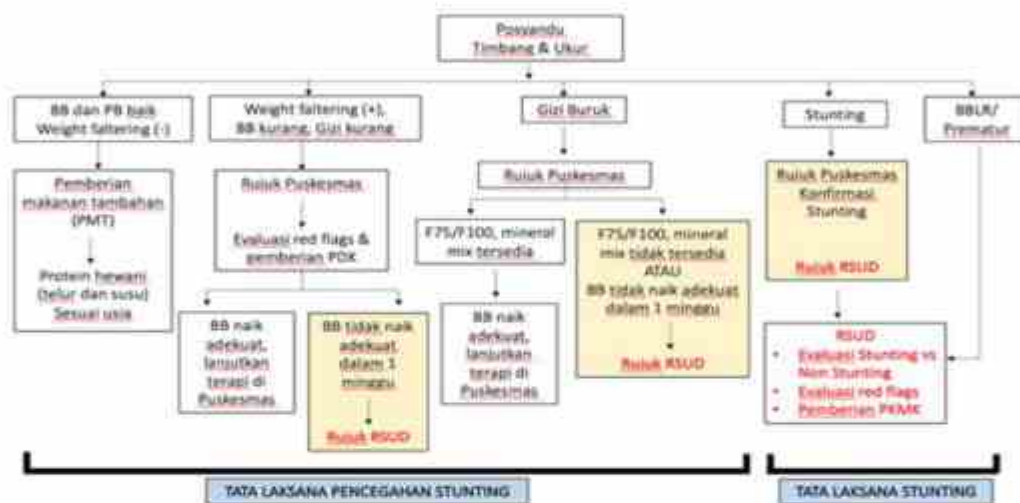 Posyandu
Timbang & Ukur
BB dan PB baik
Weight faltering (-)
Pemberian
makanan tambahan
(PMT)
Protein hewani
(telur dan susu)
Sesuai usia
Weight faltering (+),
BB kurang, Gizi kurang
Rujuk Puskesmas
Evaluasi red flags &
pemberian PDK
BB naik
adekuat,
lanjutkan
terapi di
Puskesmas
BB tidak naik
adekuat
dalam 1
minggu
Rujuk RSUD
Gizi Buruk
Rujuk Puskesmas
F75/F100, mineral
mix tersedia
BB naik
adekuat,
lanjutkan
terapi di
Puskesmas
F75/F100, mineral
mix tidak tersedia
ATAU
BB tidak naik adekuat
dalam 1 minggu
Rujuk RSUD
Stunting
Rujuk Puskesmas
Konfirmasi
Stunting
Rujuk RSUD
BBLR/
Prematur
RSUD
• Evaluasi Stunting vs
Non Stunting
• Evaluasi red flags
• Pemberian PKMK
TATA LAKSANA PENCEGAHAN STUNTING
TATA LAKSANA STUNTING